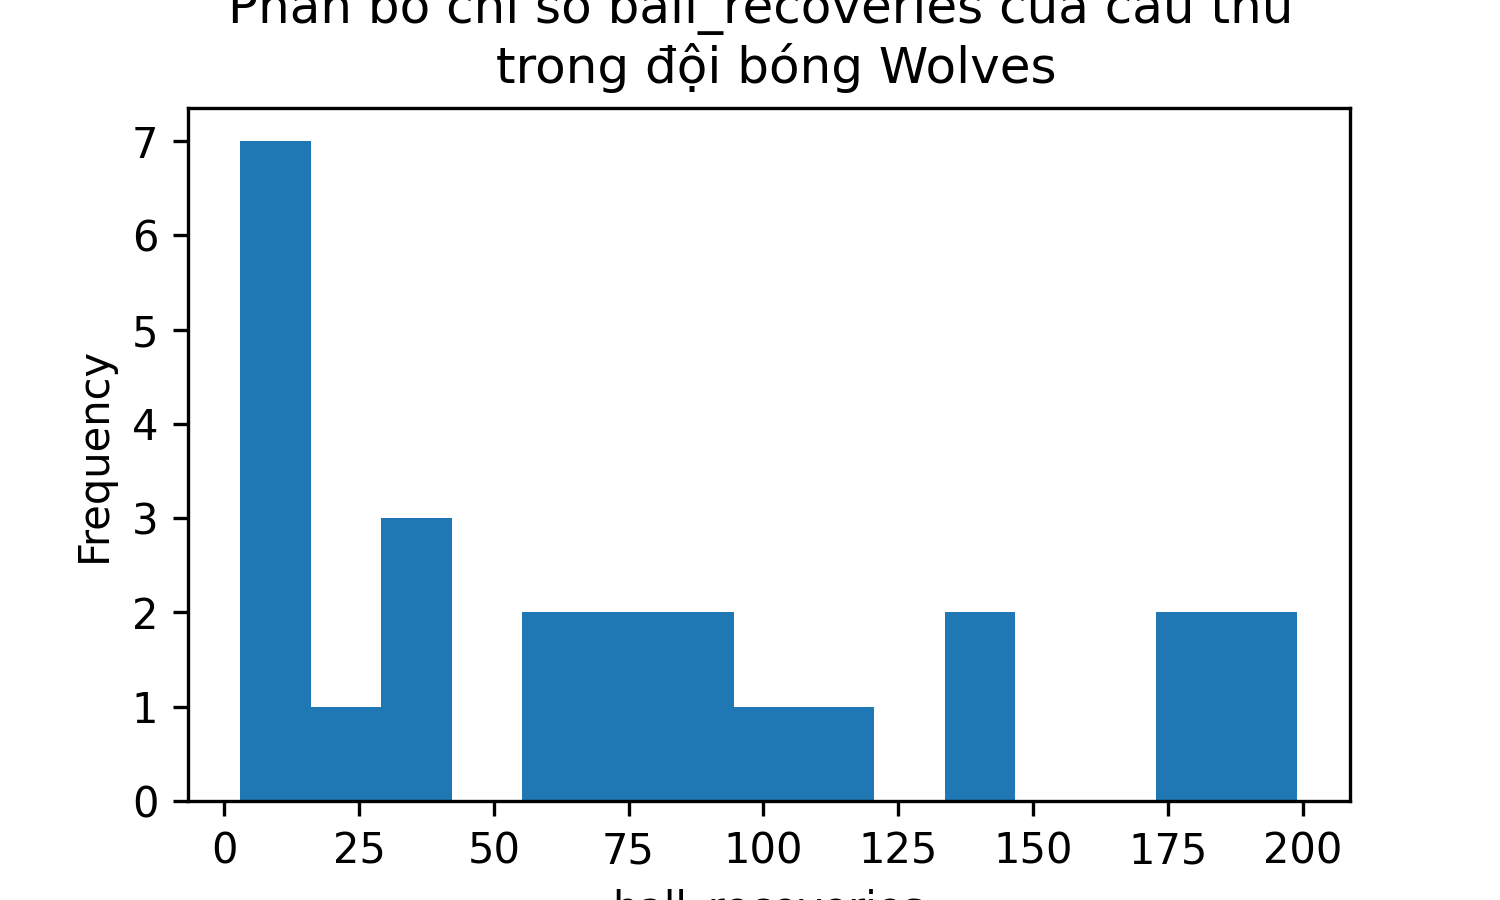 Phân bố chỉ số ball_recoveries của cầu thủ
trong đội bóng Wolves
Frequency
7
6
5
4
3
2
1
0
0 25 50 75 100 125 150 175 200
ball_recoveries